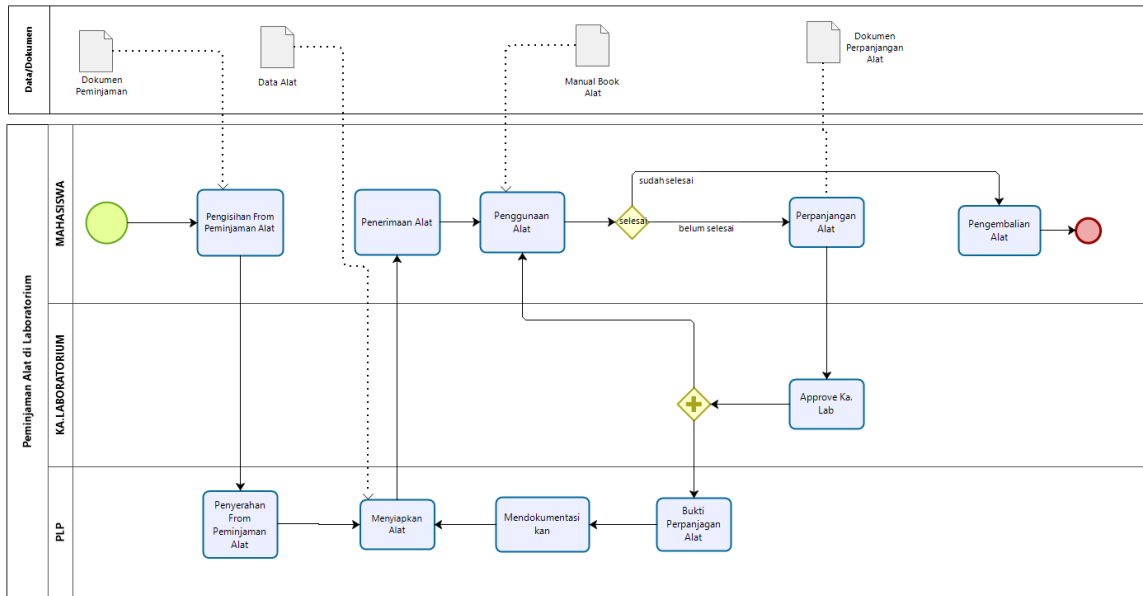 Data/Dokumen
Dokumen
Peminjaman
Data Alat
Manual Book
Alat
Dokumen
Perpanjangan
Alat
Peminjaman Alat di Laboratorium
MAHASISWA
Pengisihan From
Peminjaman Alat
Penerimaan Alat
Penggunaan
Alat
selesai
sudah selesai
belum selesai
Perpanjangan
Alat
Pengembalian
Alat
KA.LABORATORIUM
Approve Ka.
Lab
PLP
Penyerahan
From
Peminjaman
Alat
Menyiapkan
Alat
Mendokumentasi
kan
Bukti
Perpanjagan
Alat